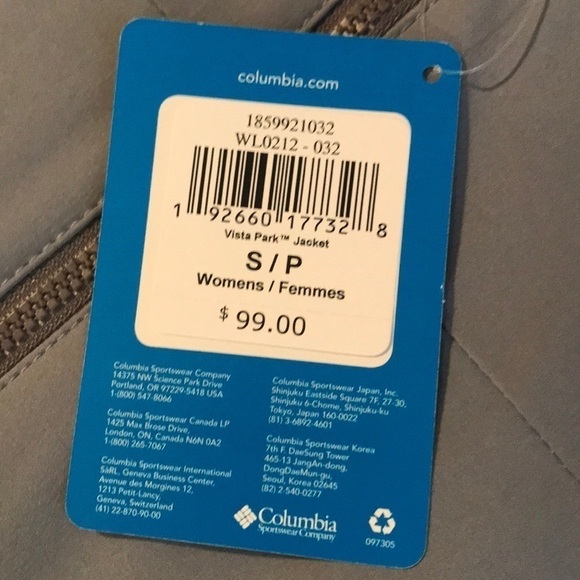 columbia.com
1859921032
WL0212 - 032
1 92660 17732 8
Vista Park™ Jacket
S / P
Womens / Femmes
$ 99.00
Columbia Sportswear Company
14375 NW Science Park Drive
Portland, OR 97229-5418 USA
1-(800) 547-8066
Columbia Sportswear Canada LP
1425 Max Brose Drive,
London, ON, Canada N6N 0A2
1-(800) 265-7067
Columbia Sportswear International
SàRL, Geneva Business Center,
Avenue des Morgines 12,
1213 Petit-Lancy,
Geneva, Switzerland
(41) 22-870-90-00
Columbia Sportswear Japan, Inc.
Shinjuku Eastside Square 7F, 27-30,
Shinjuku 6-Chome, Shinjuku-ku
Tokyo, Japan 160-0022
(81) 3-6892-4601
Columbia Sportswear Korea
7th F. DaeSung Tower
465-13 JangAn-dong,
DongDaeMun-gu,
Seoul, Korea 02645
(82) 2-540-0277
Columbia
Sportswear Company
097305